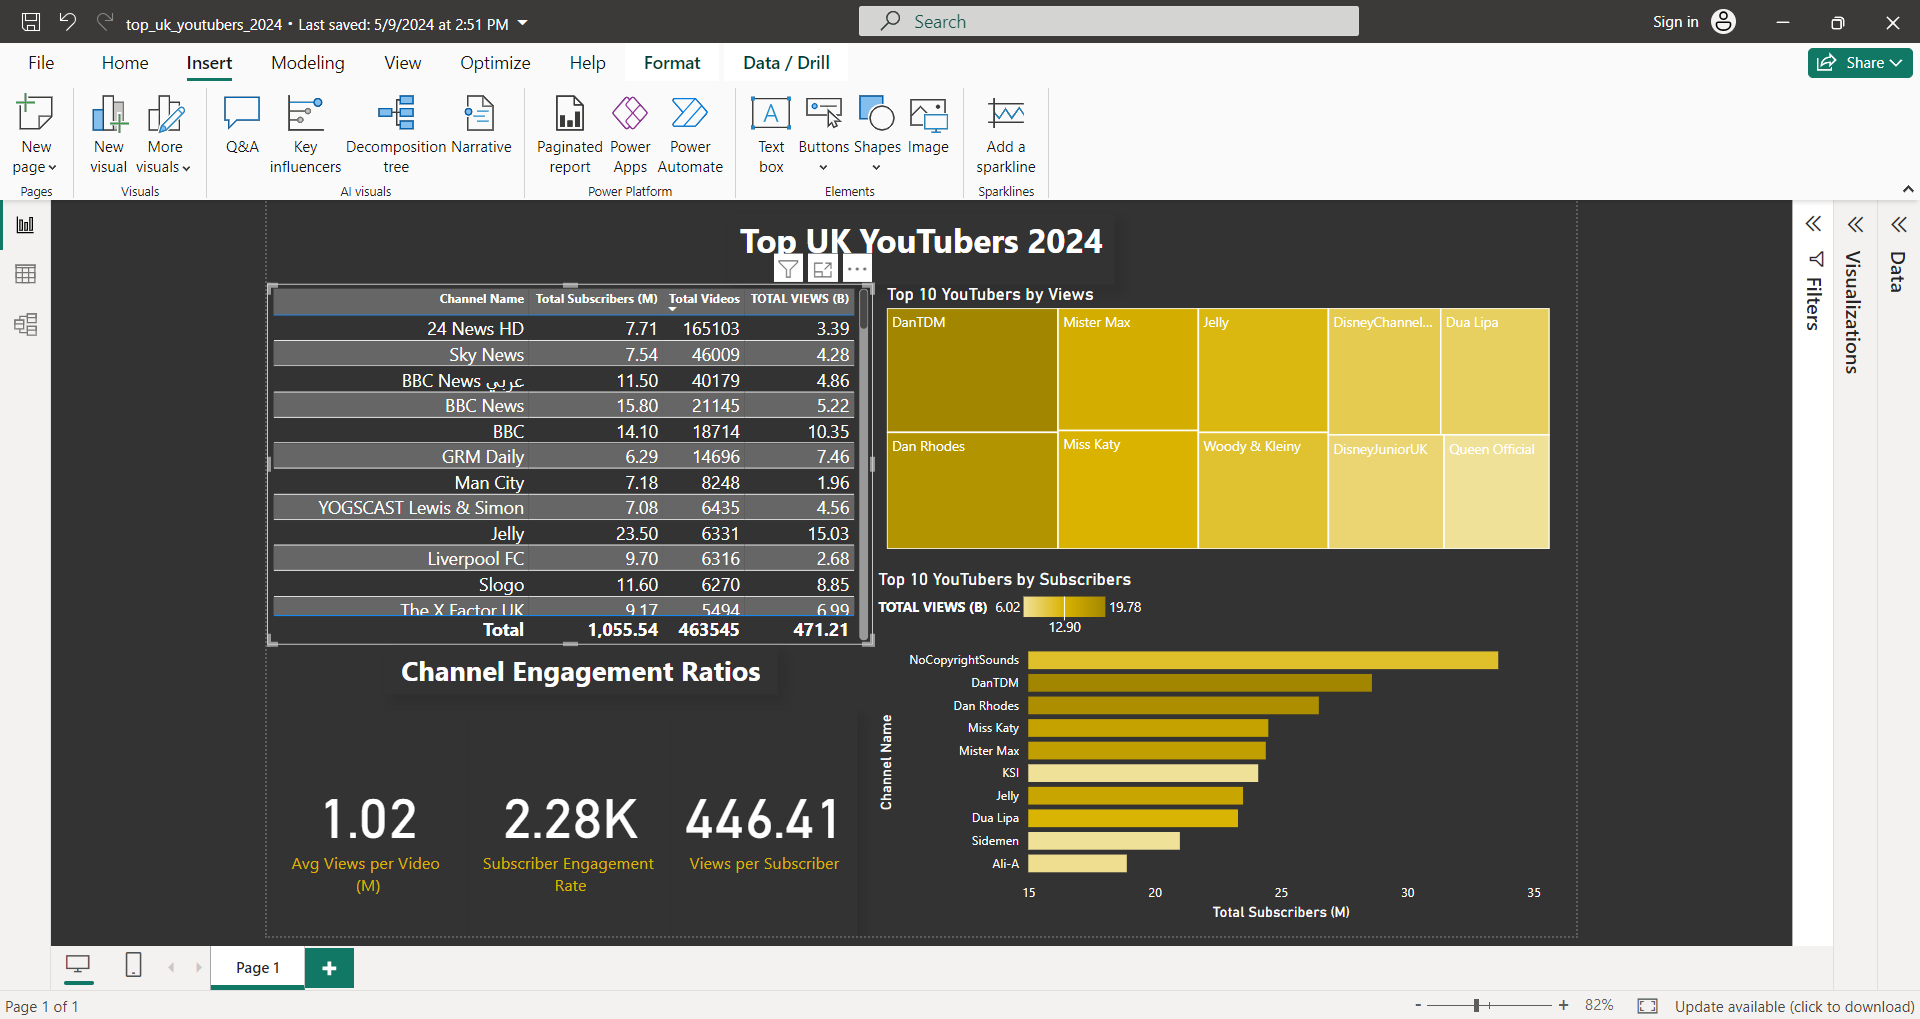 top_uk_youtubers_2024 • Last saved: 5/9/2024 at 2:51 PM
Search
Sign in
File
Home
Insert
Modeling
View
Optimize
Help
Format
Data / Drill
Share
New page
New visual
More visuals
Q&A
Key influencers
Decomposition tree
Narrative
Paginated report
Power Apps
Power Automate
Text box
Buttons
Shapes
Image
Add a sparkline
Pages
Visuals
AI visuals
Power Platform
Elements
Sparklines
Top UK YouTubers 2024
Channel Name Total Subscribers (M) Total Videos TOTAL VIEWS (B)
24 News HD 7.71 165103 3.39
Sky News 7.54 46009 4.28
BBC News عربي 11.50 40179 4.86
BBC News 15.80 21145 5.22
BBC 14.10 18714 10.35
GRM Daily 6.29 14696 7.46
Man City 7.18 8248 1.96
YOGSCAST Lewis & Simon 7.08 6435 4.56
Jelly 23.50 6331 15.03
Liverpool FC 9.70 6316 2.68
Slogo 11.60 6270 8.85
The X Factor UK 9.17 5494 6.99
Total 1,055.54 463545 471.21
Channel Engagement Ratios
1.02
Avg Views per Video
(M)
2.28K
Subscriber Engagement
Rate
446.41
Views per Subscriber
Top 10 YouTubers by Views
DanTDM
Mister Max
Jelly
DisneyChannel...
Dua Lipa
Dan Rhodes
Miss Katy
Woody & Kleiny
DisneyJuniorUK
Queen Official
Top 10 YouTubers by Subscribers
TOTAL VIEWS (B) 6.02 19.78
12.90
Channel Name
NoCopyrightSounds
DanTDM
Dan Rhodes
Miss Katy
Mister Max
KSI
Jelly
Dua Lipa
Sidemen
Ali-A
15 20 25 30 35
Total Subscribers (M)
Filters
Visualizations
Data
Page 1
Page 1 of 1
- + 82%
Update available (click to download)